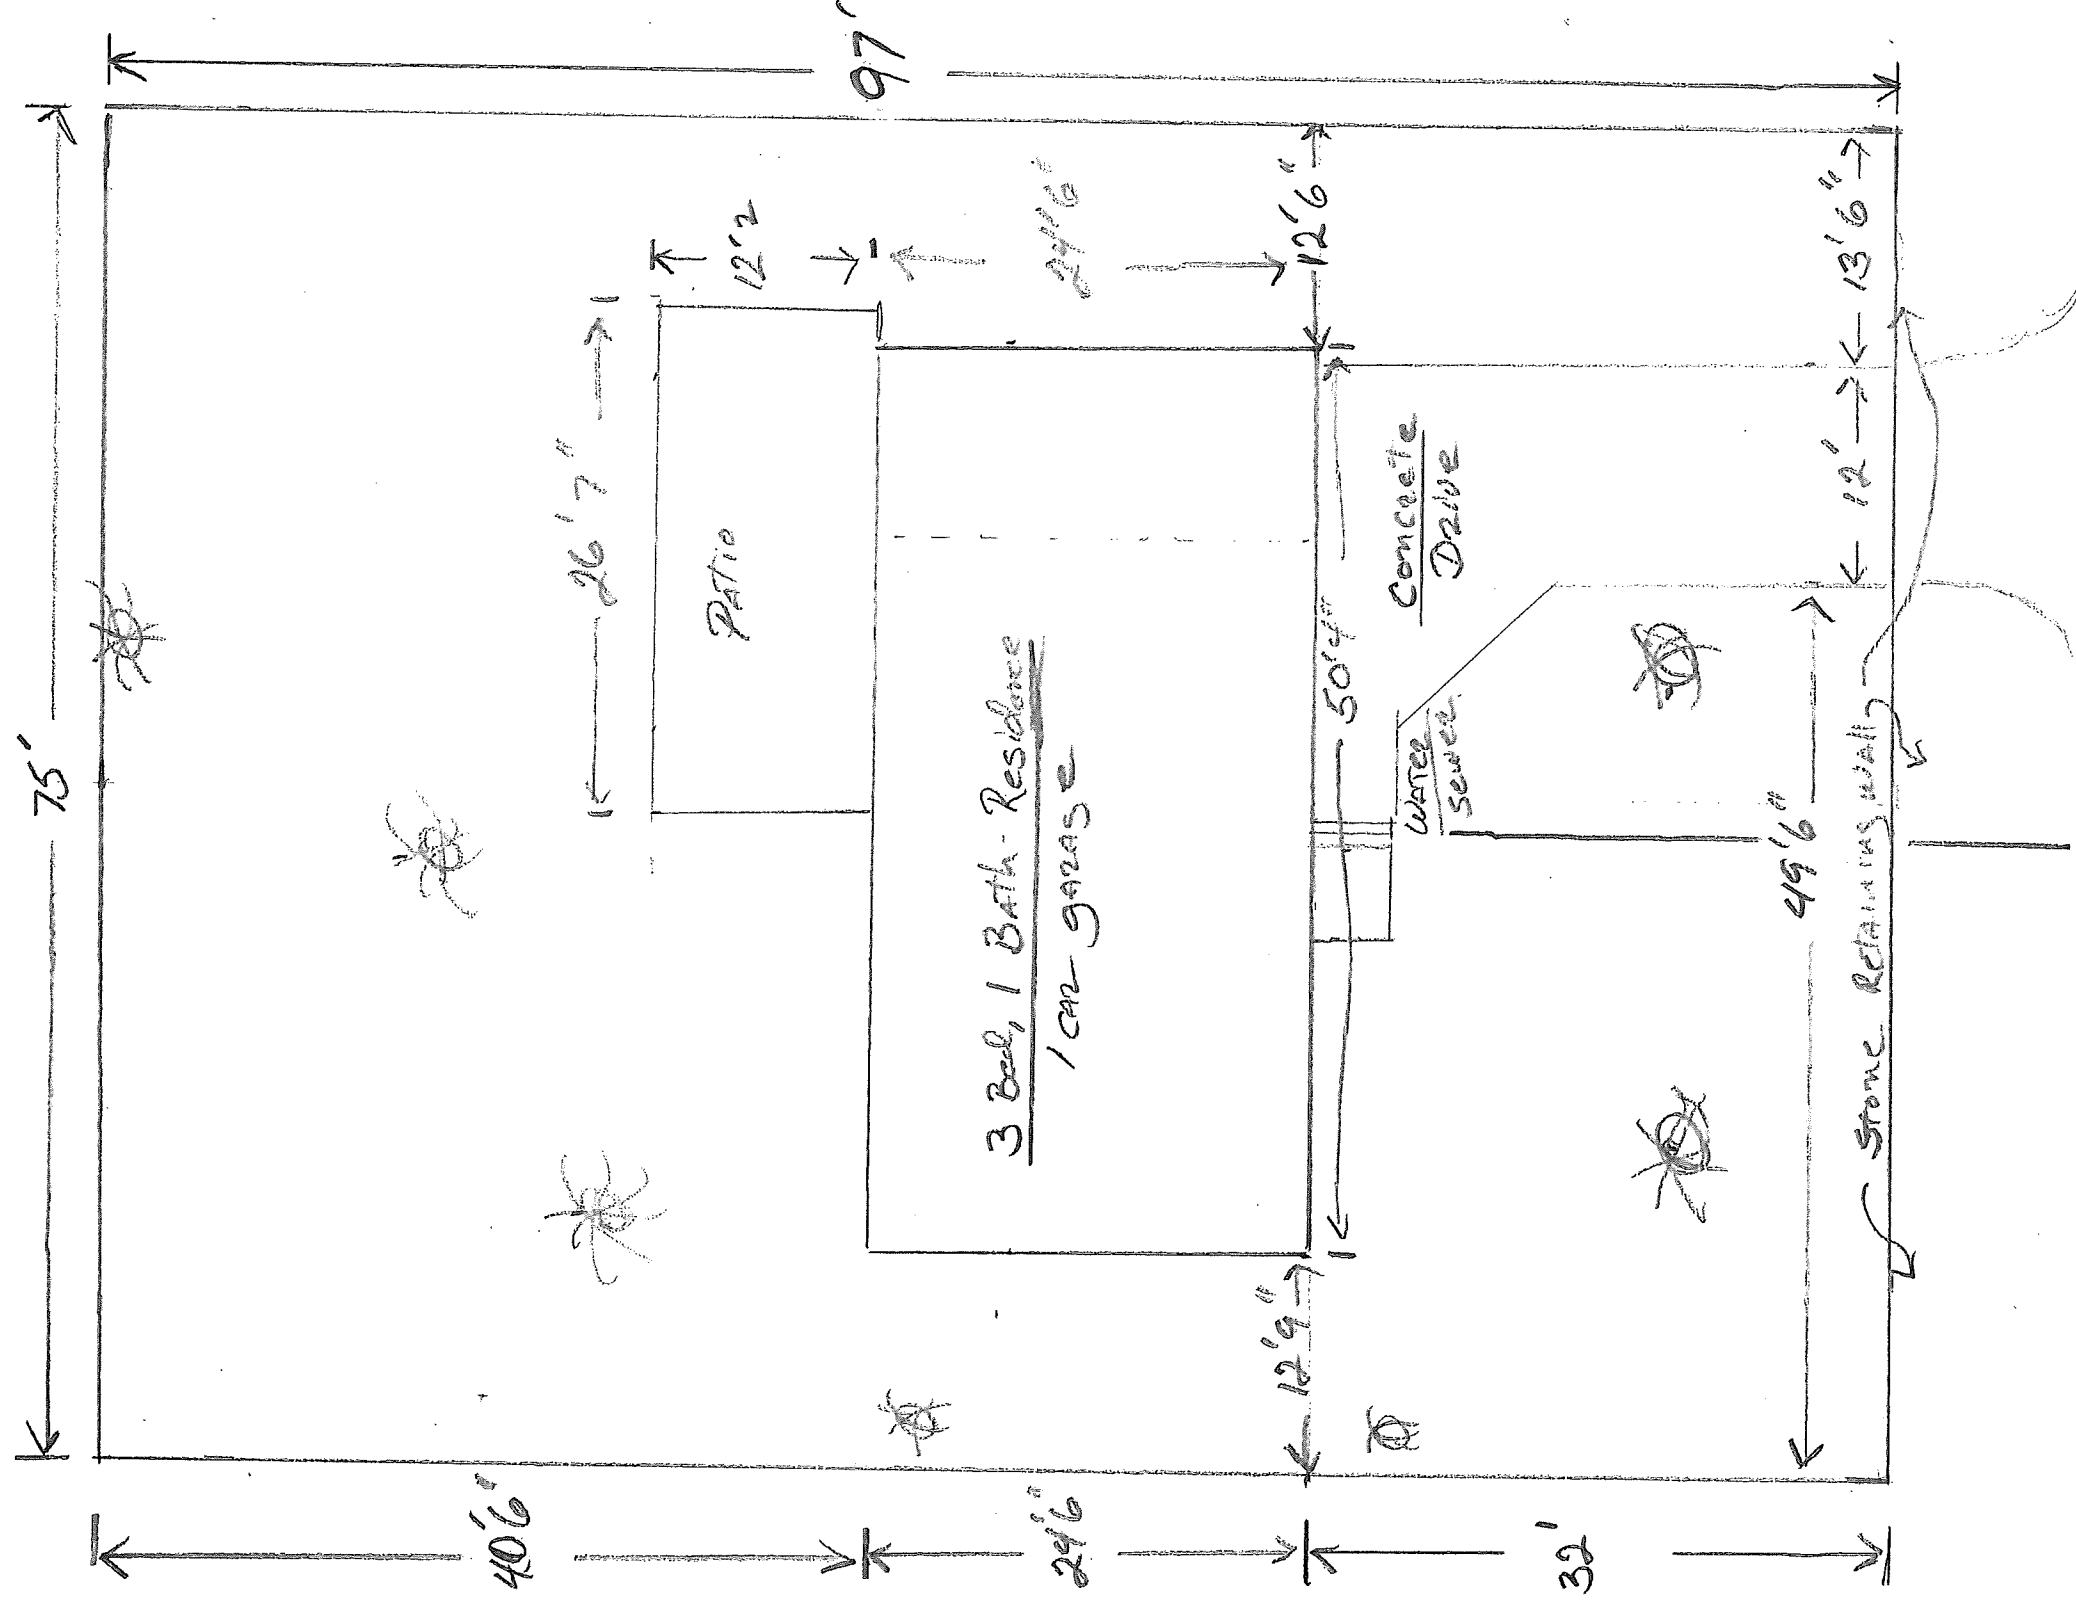 75'
97'
26'7"
12'2
Patio
24'6"
40'6"
3 Bed, 1 Bath - Residence
1 car garage
24'6"
12'6"
12'9"
50'4"
Concrete
Drive
Water
Sewer
32'
49'6"
12'
13'6"
Stone Retaining Wall